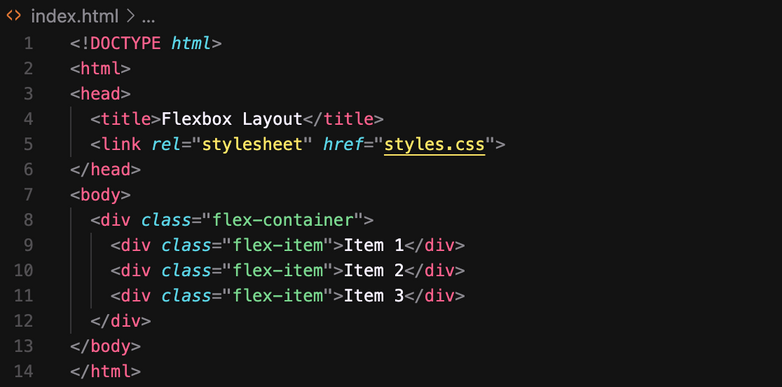 <> index.html > ...
1 <!DOCTYPE html>
2 <html>
3 <head>
4   <title>Flexbox Layout</title>
5   <link rel="stylesheet" href="styles.css">
6 </head>
7 <body>
8   <div class="flex-container">
9     <div class="flex-item">Item 1</div>
10     <div class="flex-item">Item 2</div>
11     <div class="flex-item">Item 3</div>
12   </div>
13 </body>
14 </html>